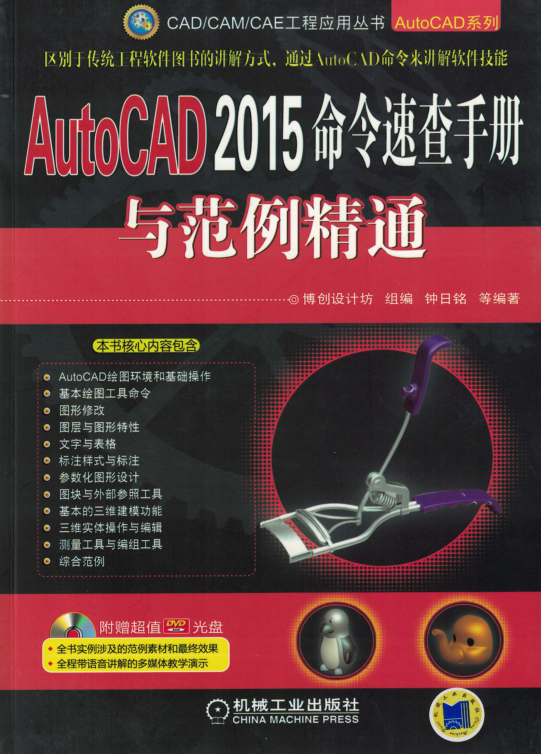 CAD/CAM/CAE工程应用丛书 AutoCAD系列
区别于传统工程软件图书的讲解方式，通过AutoCAD命令来讲解软件技能
AutoCAD 2015 命令速查手册
与范例精通
博创设计坊 组编 钟日铭 等编著
本书核心内容包含
AutoCAD绘图环境和基础操作
基本绘图工具命令
图形修改
图层与图形特性
文字与表格
标注样式与标注
参数化图形设计
图块与外部参照工具
基本的三维建模功能
三维实体操作与编辑
测量工具与编组工具
综合范例
附赠超值 DVD 光盘
全书实例涉及的范例素材和最终效果
全程带语音讲解的多媒体教学演示
机械工业出版社
CHINA MACHINE PRESS